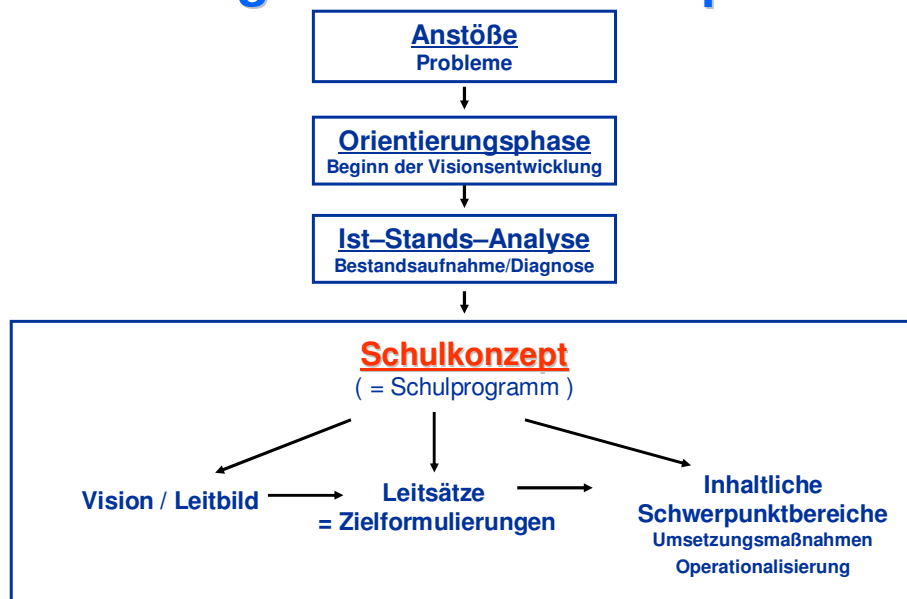 Anstöße
Probleme
Orientierungsphase
Beginn der Visionsentwicklung
Ist–Stands–Analyse
Bestandsaufnahme/Diagnose
Schulkonzept
( = Schulprogramm )
Vision / Leitbild
Leitsätze
= Zielformulierungen
Inhaltliche
Schwerpunktbereiche
Umsetzungsmaßnahmen
Operationalisierung